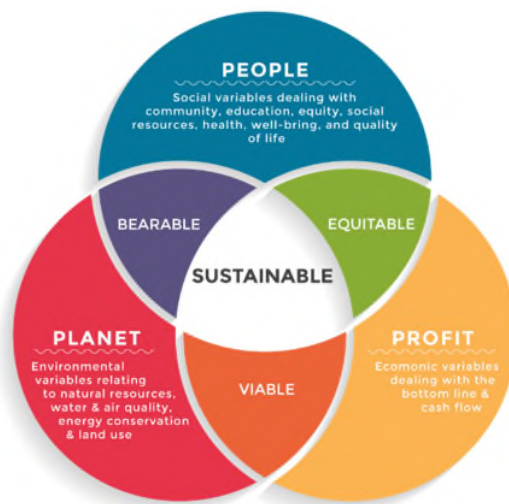 PEOPLE
Social variables dealing with
community, education, equity, social
resources, health, well-bring, and quality
of life
BEARABLE
EQUITABLE
SUSTAINABLE
PLANET
Environmental
variables relating
to natural resources,
water & air quality,
energy conservation
& land use
PROFIT
Ecomonic variables
dealing with the
bottom line &
cash flow
VIABLE